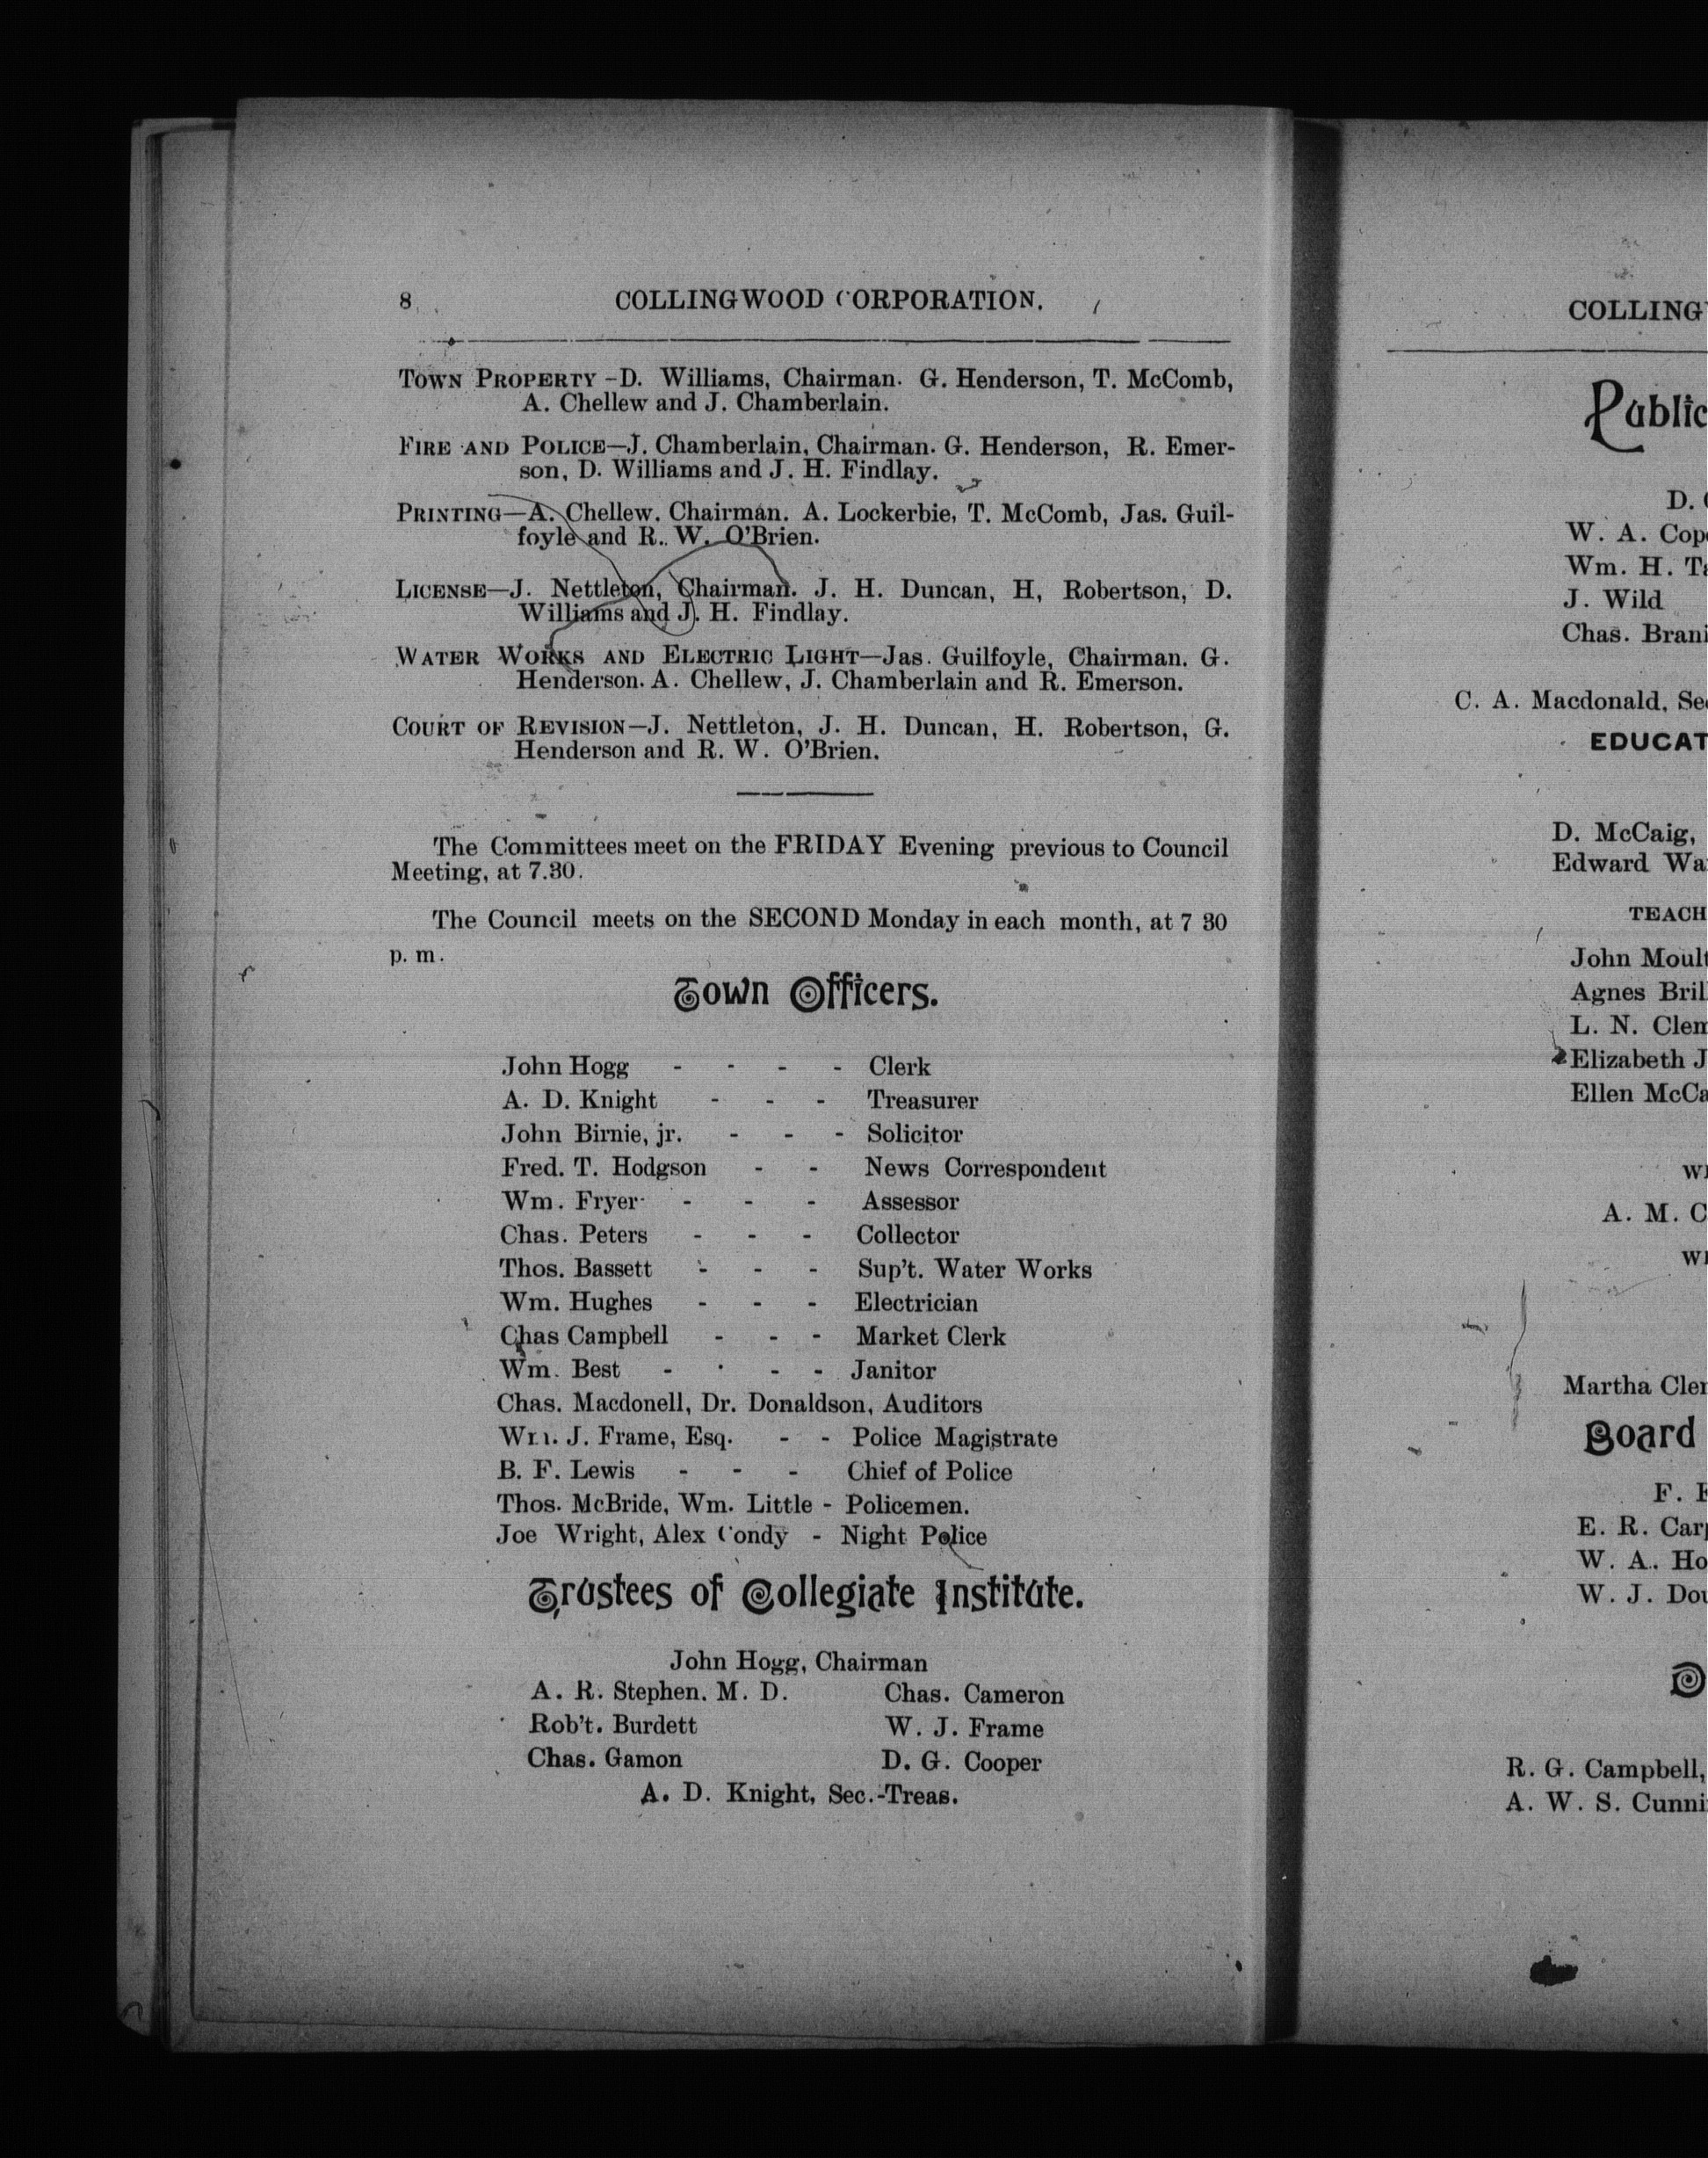 8 COLLINGWOOD CORPORATION.
TOWN PROPERTY -D. Williams, Chairman. G. Henderson, T. McComb,
A. Chellew and J. Chamberlain.
FIRE AND POLICE—J. Chamberlain, Chairman. G. Henderson, R. Emer-
son, D. Williams and J. H. Findlay.
PRINTING—A. Chellew. Chairman. A. Lockerbie, T. McComb, Jas. Guil-
foyle and R. W. O'Brien.
LICENSE—J. Nettleton, Chairman. J. H. Duncan, H, Robertson, D.
Williams and J. H. Findlay.
WATER WORKS AND ELECTRIC LIGHT—Jas. Guilfoyle, Chairman. G.
Henderson. A. Chellew, J. Chamberlain and R. Emerson.
COURT OF REVISION—J. Nettleton, J. H. Duncan, H. Robertson, G.
Henderson and R. W. O'Brien.
The Committees meet on the FRIDAY Evening previous to Council
Meeting, at 7.30.
The Council meets on the SECOND Monday in each month, at 7 30
p. m.
Town Officers.
John Hogg - - - - Clerk
A. D. Knight - - - Treasurer
John Birnie, jr. - - - Solicitor
Fred. T. Hodgson - - News Correspondent
Wm. Fryer - - - Assessor
Chas. Peters - - - Collector
Thos. Bassett - - - Sup't. Water Works
Wm. Hughes - - - Electrician
Chas Campbell - - - Market Clerk
Wm. Best - - - - Janitor
Chas. Macdonell, Dr. Donaldson, Auditors
Wm. J. Frame, Esq. - - Police Magistrate
B. F. Lewis - - - Chief of Police
Thos. McBride, Wm. Little - Policemen.
Joe Wright, Alex Condy - Night Police
Trustees of Collegiate Institute.
John Hogg, Chairman
A. R. Stephen. M. D. Chas. Cameron
Rob't. Burdett W. J. Frame
Chas. Gamon D. G. Cooper
A. D. Knight, Sec.-Treas.
COLLING
Public
D.
W. A. Cop
Wm. H. T
J. Wild
Chas. Brani
C. A. Macdonald, Se
EDUCAT
D. McCaig,
Edward Wa
TEACH
John Moul
Agnes Bril
L. N. Clem
Elizabeth J
Ellen McCa
W
A. M. C
W
Martha Cle
Board
F.
E. R. Car
W. A. Ho
W. J. Dou
R. G. Campbell,
A. W. S. Cunni